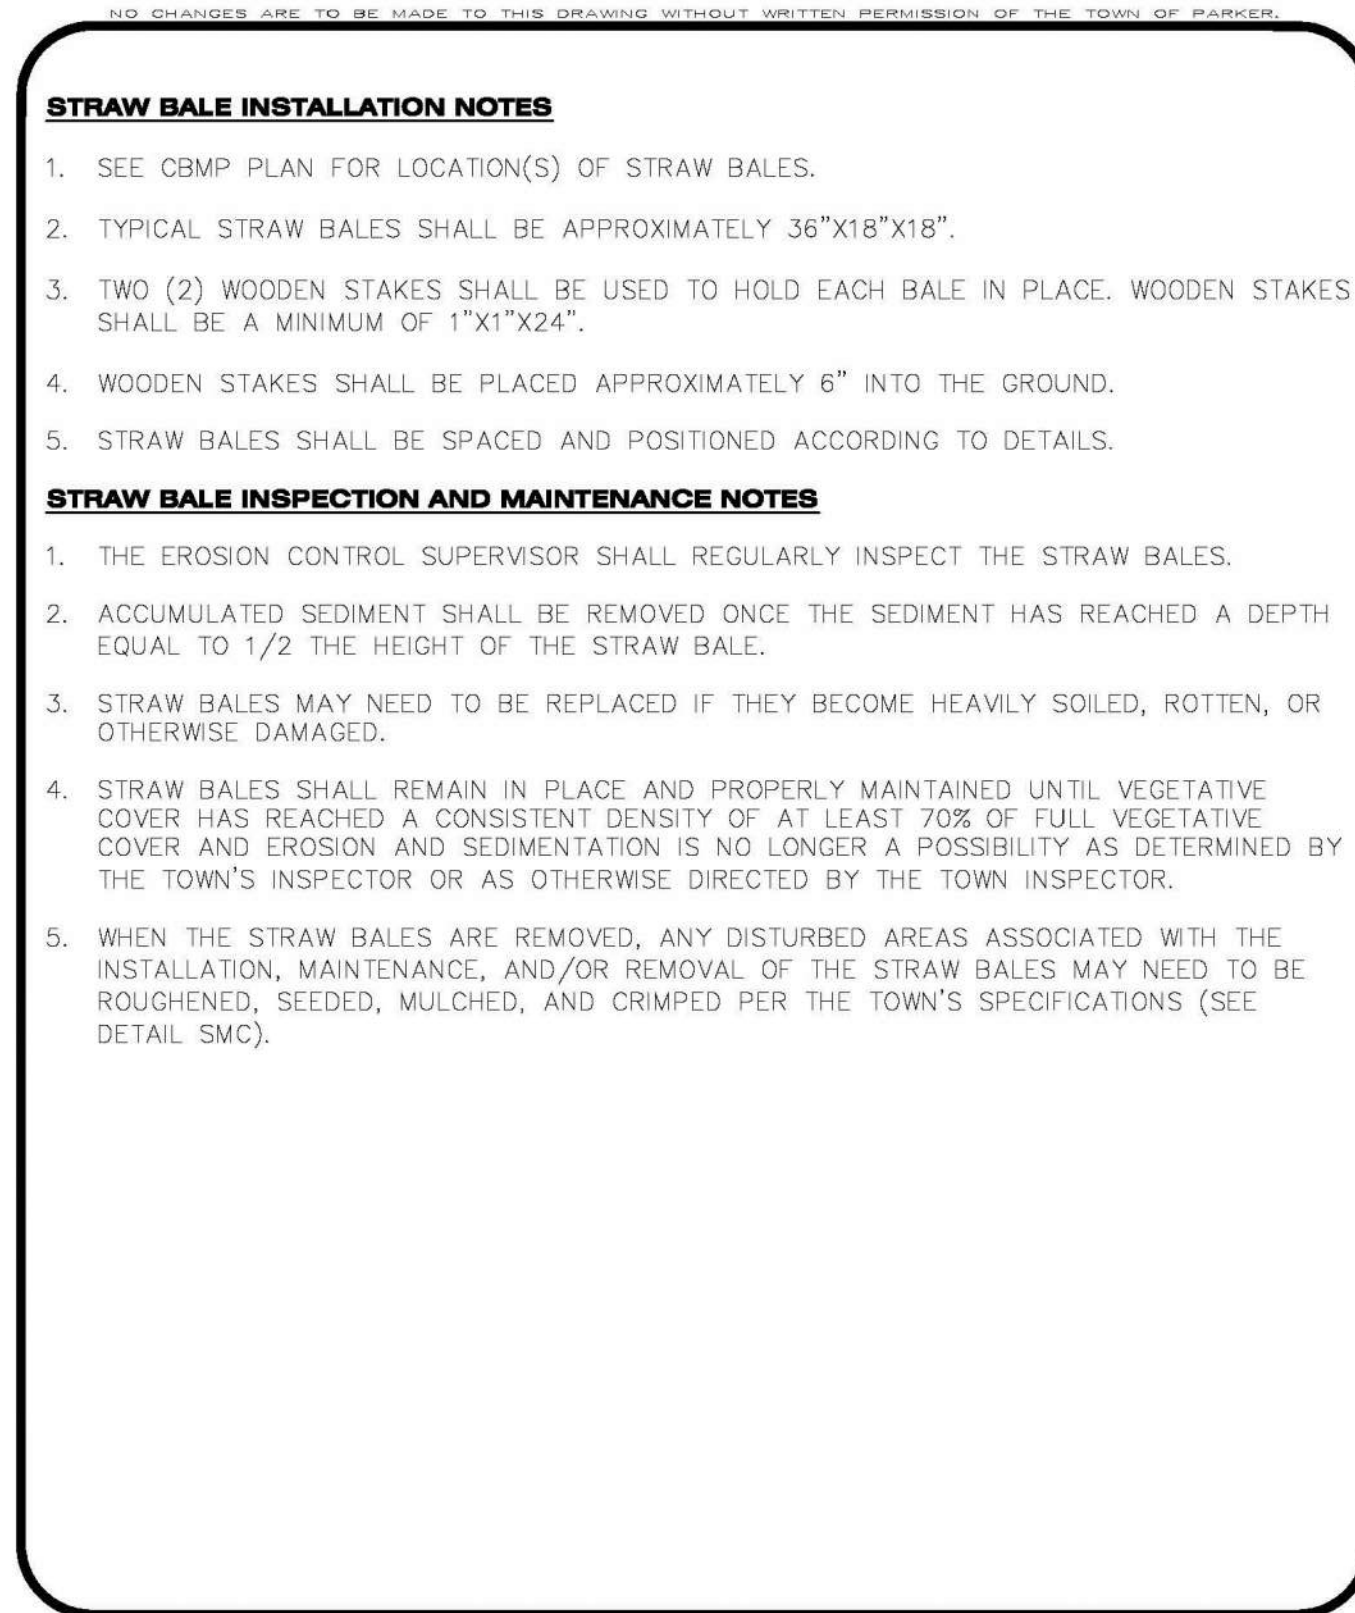 NO CHANGES ARE TO BE MADE TO THIS DRAWING WITHOUT WRITTEN PERMISSION OF THE TOWN OF PARKER.
STRAW BALE INSTALLATION NOTES
1. SEE CBMP PLAN FOR LOCATION(S) OF STRAW BALES.
2. TYPICAL STRAW BALES SHALL BE APPROXIMATELY 36"X18"X18".
3. TWO (2) WOODEN STAKES SHALL BE USED TO HOLD EACH BALE IN PLACE. WOODEN STAKES
SHALL BE A MINIMUM OF 1"X1"X24".
4. WOODEN STAKES SHALL BE PLACED APPROXIMATELY 6" INTO THE GROUND.
5. STRAW BALES SHALL BE SPACED AND POSITIONED ACCORDING TO DETAILS.
STRAW BALE INSPECTION AND MAINTENANCE NOTES
1. THE EROSION CONTROL SUPERVISOR SHALL REGULARLY INSPECT THE STRAW BALES.
2. ACCUMULATED SEDIMENT SHALL BE REMOVED ONCE THE SEDIMENT HAS REACHED A DEPTH
EQUAL TO 1/2 THE HEIGHT OF THE STRAW BALE.
3. STRAW BALES MAY NEED TO BE REPLACED IF THEY BECOME HEAVILY SOILED, ROTTEN, OR
OTHERWISE DAMAGED.
4. STRAW BALES SHALL REMAIN IN PLACE AND PROPERLY MAINTAINED UNTIL VEGETATIVE
COVER HAS REACHED A CONSISTENT DENSITY OF AT LEAST 70% OF FULL VEGETATIVE
COVER AND EROSION AND SEDIMENTATION IS NO LONGER A POSSIBILITY AS DETERMINED BY
THE TOWN'S INSPECTOR OR AS OTHERWISE DIRECTED BY THE TOWN INSPECTOR.
5. WHEN THE STRAW BALES ARE REMOVED, ANY DISTURBED AREAS ASSOCIATED WITH THE
INSTALLATION, MAINTENANCE, AND/OR REMOVAL OF THE STRAW BALES MAY NEED TO BE
ROUGHENED, SEEDED, MULCHED, AND CRIMPED PER THE TOWN'S SPECIFICATIONS (SEE
DETAIL SMC).